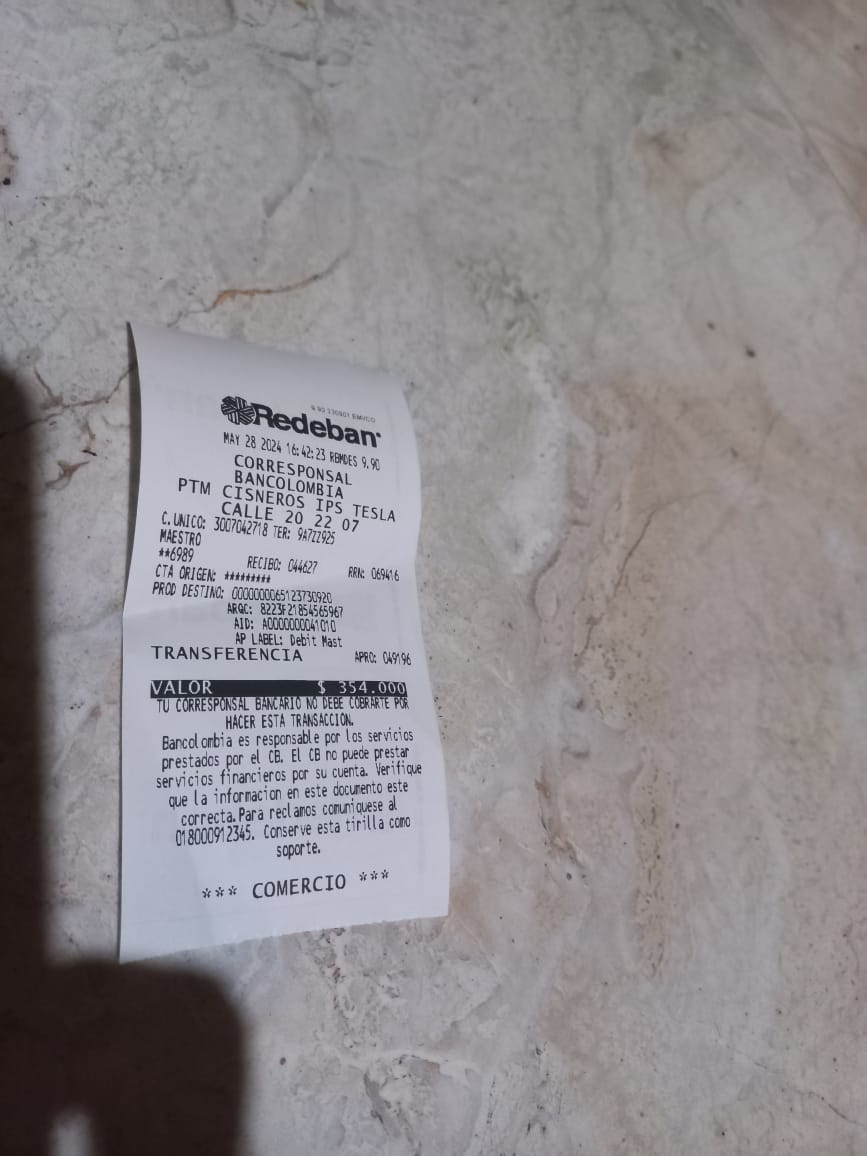 Redeban
MAY 28 2024 16:42:23 RBMDES 9.90
CORRESPONSAL
BANCOLOMBIA
PTM CISNEROS IPS TESLA
CALLE 20 22 07
C.UNICO: 3007042718 TER: 9A7ZZ925
MAESTRO
**6989
RECIBO: 044627 RRN: 069416
CTA ORIGEN: *********
PROD DESTINO: 0000000065123730920
ARQC: 8223F21854565967
AID: A0000000041010
AP LABEL: Debit Mast
TRANSFERENCIA APRO: 049196
VALOR $ 354.000
TU CORRESPONSAL BANCARIO NO DEBE COBRARTE POR
HACER ESTA TRANSACCION.
Bancolombia es responsable por los servicios
prestados por el CB. El CB no puede prestar
servicios financieros por su cuenta. Verifique
que la informacion en este documento este
correcta.Para reclamos comuniquese al
018000912345. Conserve esta tirilla como
soporte.
*** COMERCIO ***